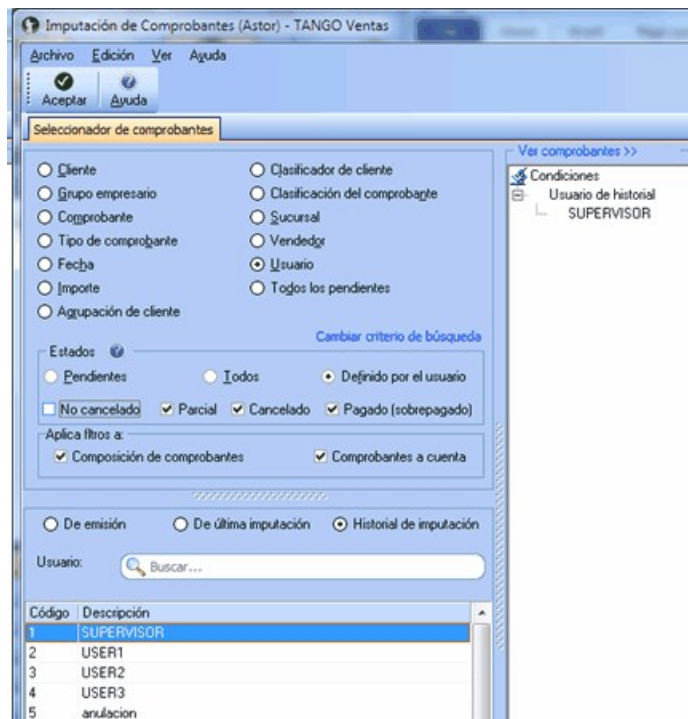 Imputación de Comprobantes (Astor) - TANGO Ventas
Archivo Edición Ver Ayuda
Aceptar Ayuda
Seleccionador de comprobantes
Ver comprobantes >>
Cliente Clasificador de cliente
Grupo empresario Clasificación del comprobante
Comprobante Sucursal
Tipo de comprobante Vendedor
Fecha Usuario
Importe Todos los pendientes
Agrupación de cliente
Cambiar criterio de búsqueda
Estados
Pendientes Todos Definido por el usuario
No cancelado Parcial Cancelado Pagado (sobrepagado)
Aplica filtros a:
Composición de comprobantes Comprobantes a cuenta
De emisión De última imputación Historial de imputación
Usuario: Buscar...
Código Descripción
1 SUPERVISOR
2 USER1
3 USER2
4 USER3
5 anulacion
Condiciones
Usuario de historial
SUPERVISOR